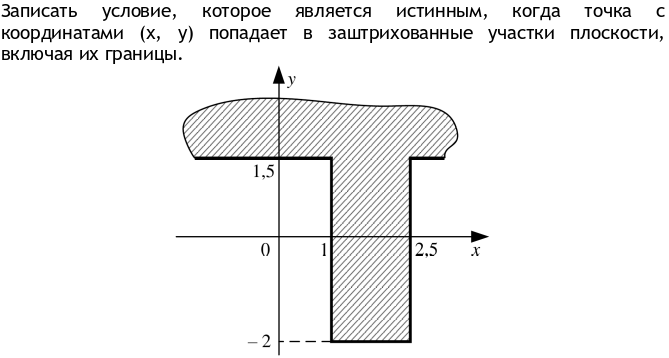 Записать условие, которое является истинным, когда точка с
координатами (x, y) попадает в заштрихованные участки плоскости,
включая их границы.
y
1,5
0 1 2,5 x
– 2